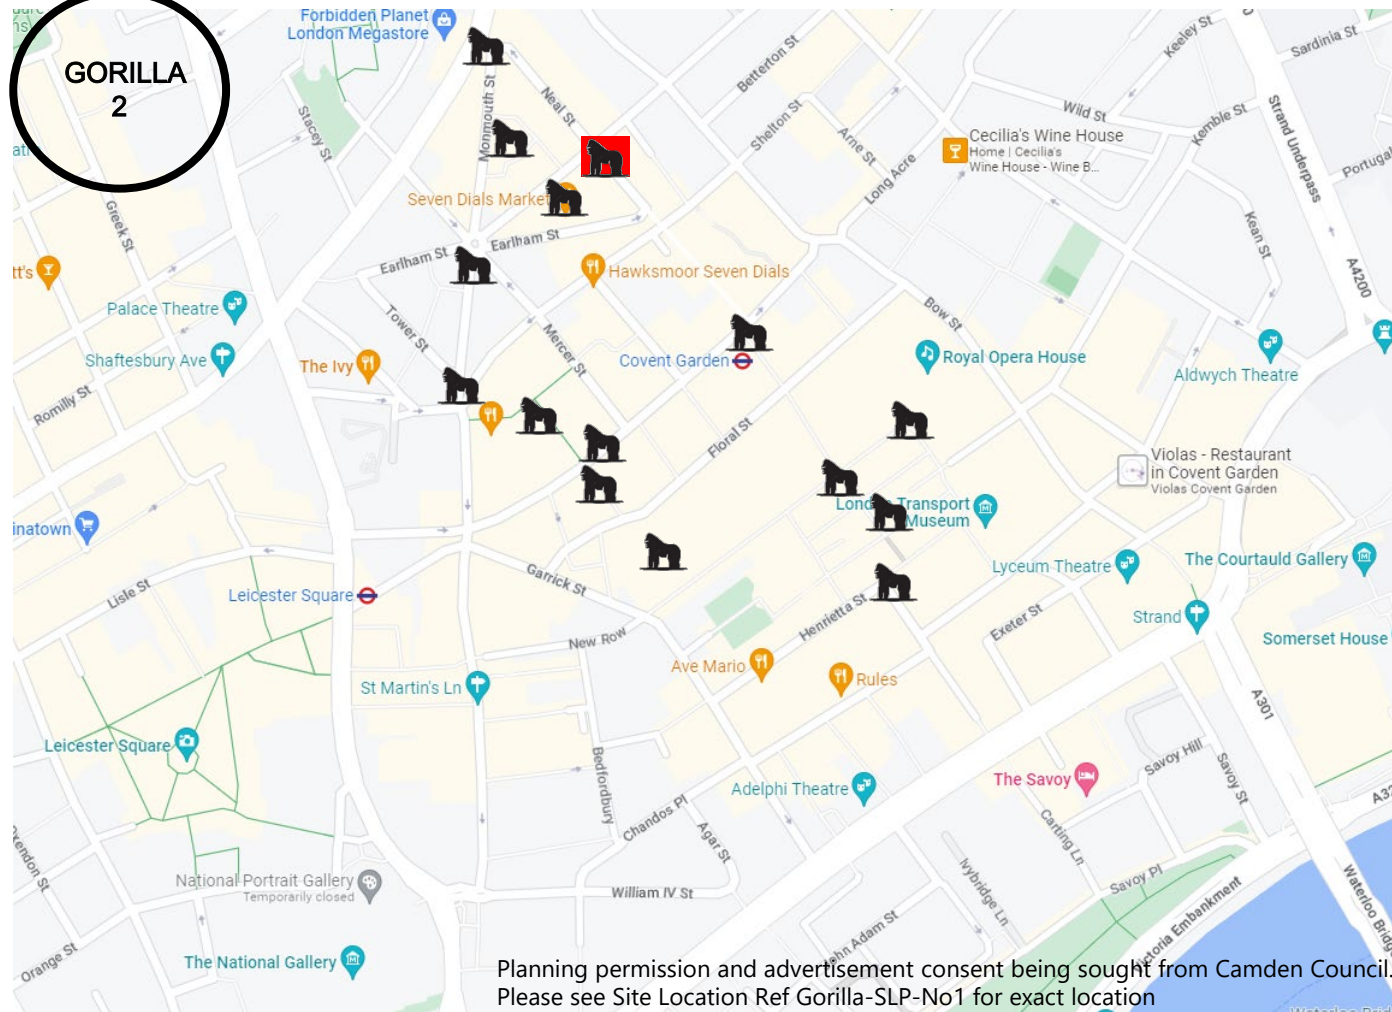 GORILLA
2
Forbidden Planet
London Megastore
Betterton St
Keeley St
Sardinia St
Stacey St
Monmouth St
Neal St
Shelton St
Arne St
Wild St
Kemble St
Strand Underpass
Cecilia's Wine House
Home | Cecilia's
Wine House - Wine B...
Long Acre
Portugal
Greek St
Seven Dials Market
Earlham St
Earlham St
Kean St
A4200
tt's
Hawksmoor Seven Dials
Palace Theatre
Tower St
Mercer St
Bow St
Shaftesbury Ave
The Ivy
Covent Garden
Royal Opera House
Aldwych Theatre
Romilly St
Floral St
Violas - Restaurant
in Covent Garden
Violas Covent Garden
London Transport
Museum
inatown
Lyceum Theatre
The Courtauld Gallery
Lisle St
Leicester Square
Garrick St
Henrietta St
Exeter St
Strand
New Row
Somerset House
Ave Mario
Rules
St Martin's Ln
A301
Leicester Square
Bedfordbury
Savoy Hill
Savoy St
The Savoy
Adelphi Theatre
Chandos Pl
Agar St
Carting Ln
Oxendon St
National Portrait Gallery
Temporarily closed
William IV St
Ivybridge Ln
Savoy Pl
Waterloo Bridge
John Adam St
Victoria Embankment
Orange St
The National Gallery
Planning permission and advertisement consent being sought from Camden Council.
Please see Site Location Ref Gorilla-SLP-No1 for exact location